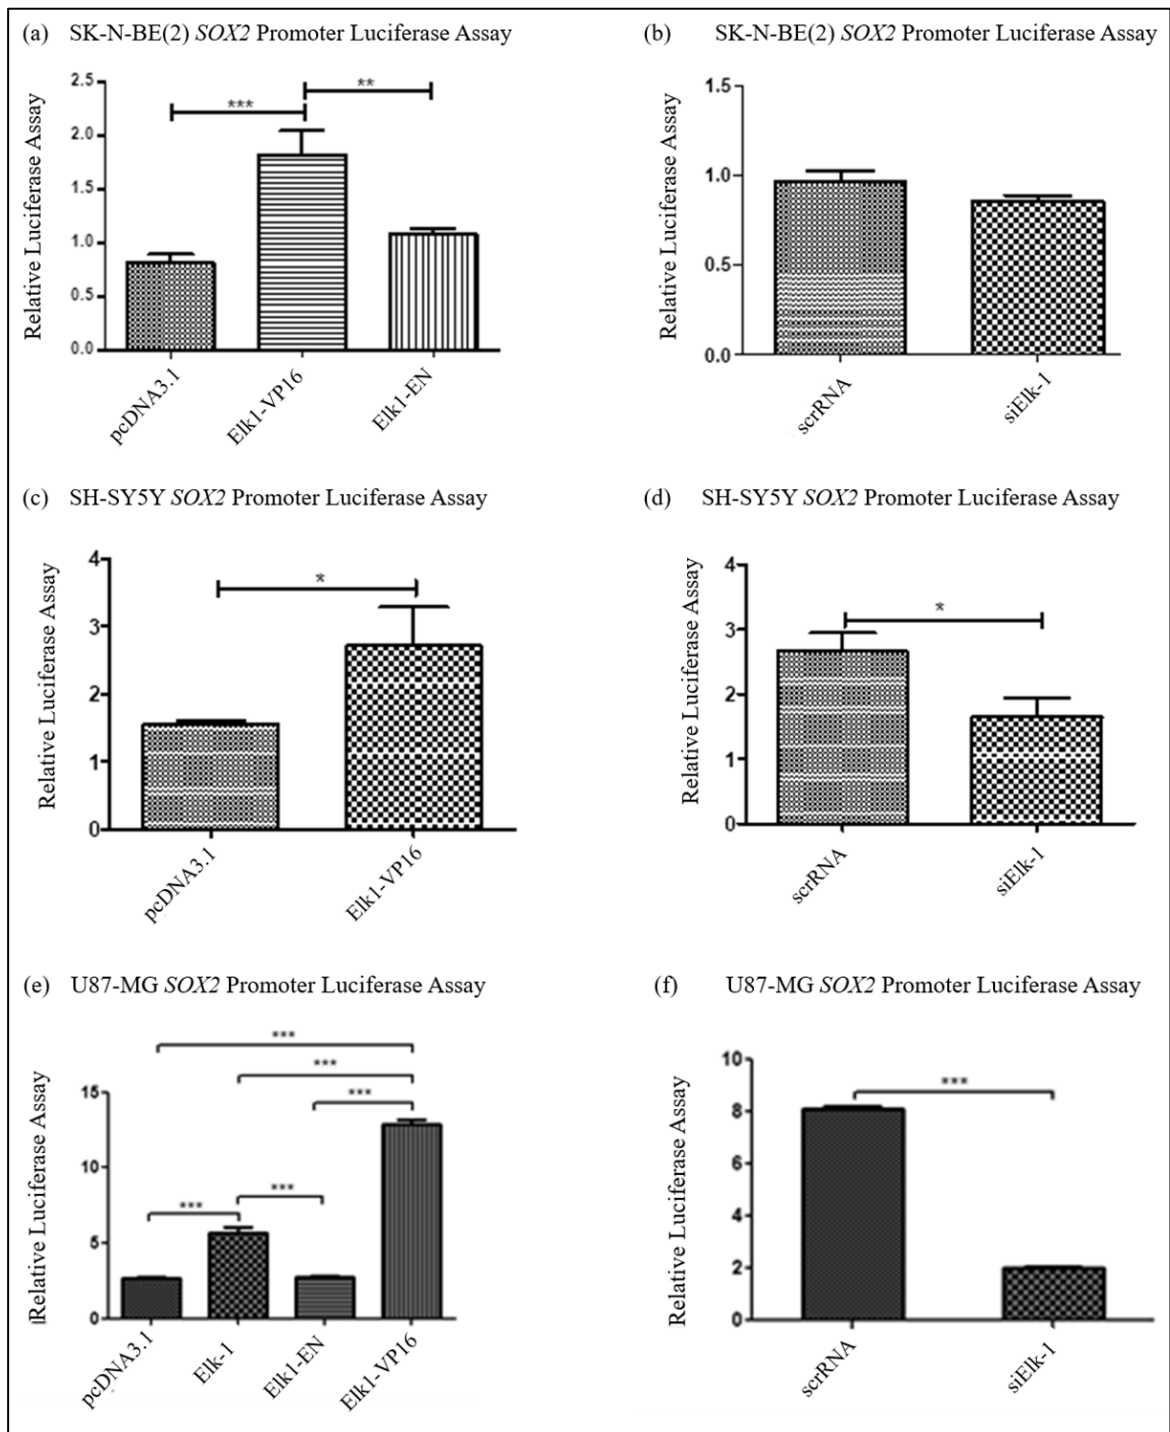 (a) SK-N-BE(2) SOX2 Promoter Luciferase Assay
Relative Luciferase Assay
2.5
2.0
1.5
1.0
0.5
0.0
***
**
pcDNA3.1
Elk1-VP16
Elk1-EN
(b) SK-N-BE(2) SOX2 Promoter Luciferase Assay
Relative Luciferase Assay
1.5
1.0
0.5
0.0
scrRNA
siElk-1
(c) SH-SY5Y SOX2 Promoter Luciferase Assay
Relative Luciferase Assay
4
3
2
1
0
*
pcDNA3.1
Elk1-VP16
(d) SH-SY5Y SOX2 Promoter Luciferase Assay
Relative Luciferase Assay
4
3
2
1
0
*
scrRNA
siElk-1
(e) U87-MG SOX2 Promoter Luciferase Assay
Relative Luciferase Assay
15
10
5
0
***
***
***
***
***
pcDNA3.1
Elk-1
Elk1-EN
Elk1-VP16
(f) U87-MG SOX2 Promoter Luciferase Assay
Relative Luciferase Assay
10
8
6
4
2
0
***
scrRNA
siElk-1